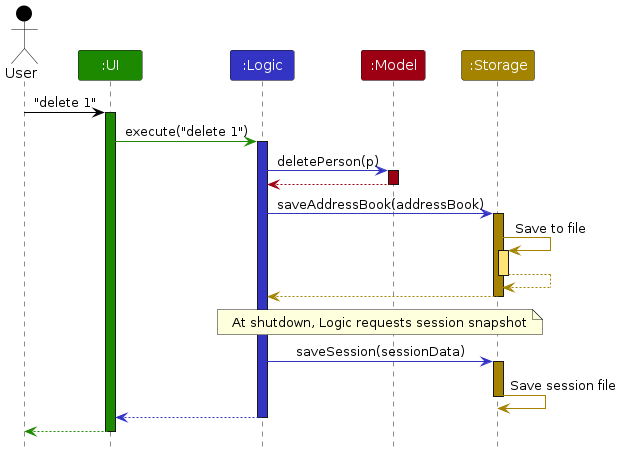 User
:UI
:Logic
:Model
:Storage
"delete 1"
execute("delete 1")
deletePerson(p)
saveAddressBook(addressBook)
Save to file
At shutdown, Logic requests session snapshot
saveSession(sessionData)
Save session file